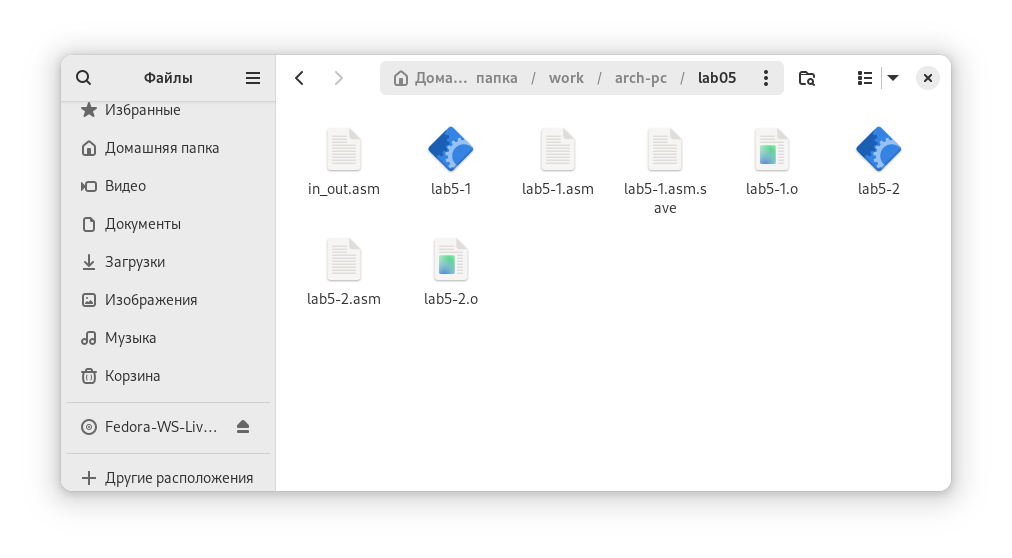 Файлы
Дома… папка / work / arch-pc / lab05
Избранные
Домашняя папка
Видео
Документы
Загрузки
Изображения
Музыка
Корзина
Fedora-WS-Liv…
Другие расположения
in_out.asm
lab5-1
lab5-1.asm
lab5-1.asm.s
ave
lab5-1.o
lab5-2
lab5-2.asm
lab5-2.o